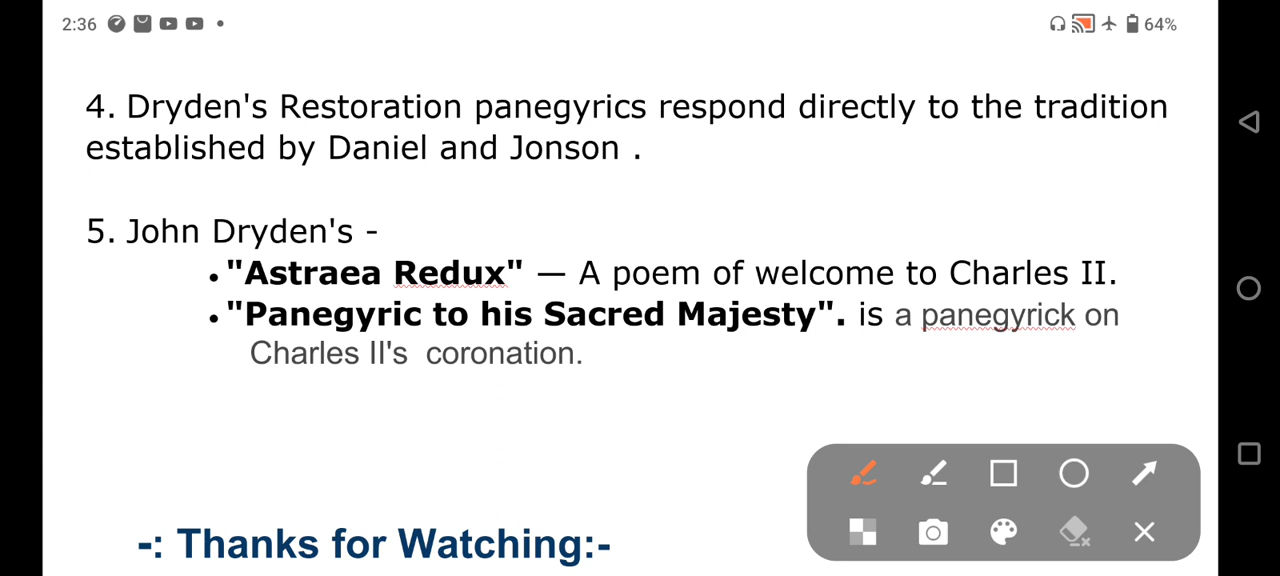 2:36
64%
4. Dryden's Restoration panegyrics respond directly to the tradition
established by Daniel and Jonson .
5. John Dryden's -
• "Astraea Redux" — A poem of welcome to Charles II.
• "Panegyric to his Sacred Majesty". is a panegyrick on
Charles II's coronation.
-: Thanks for Watching:-